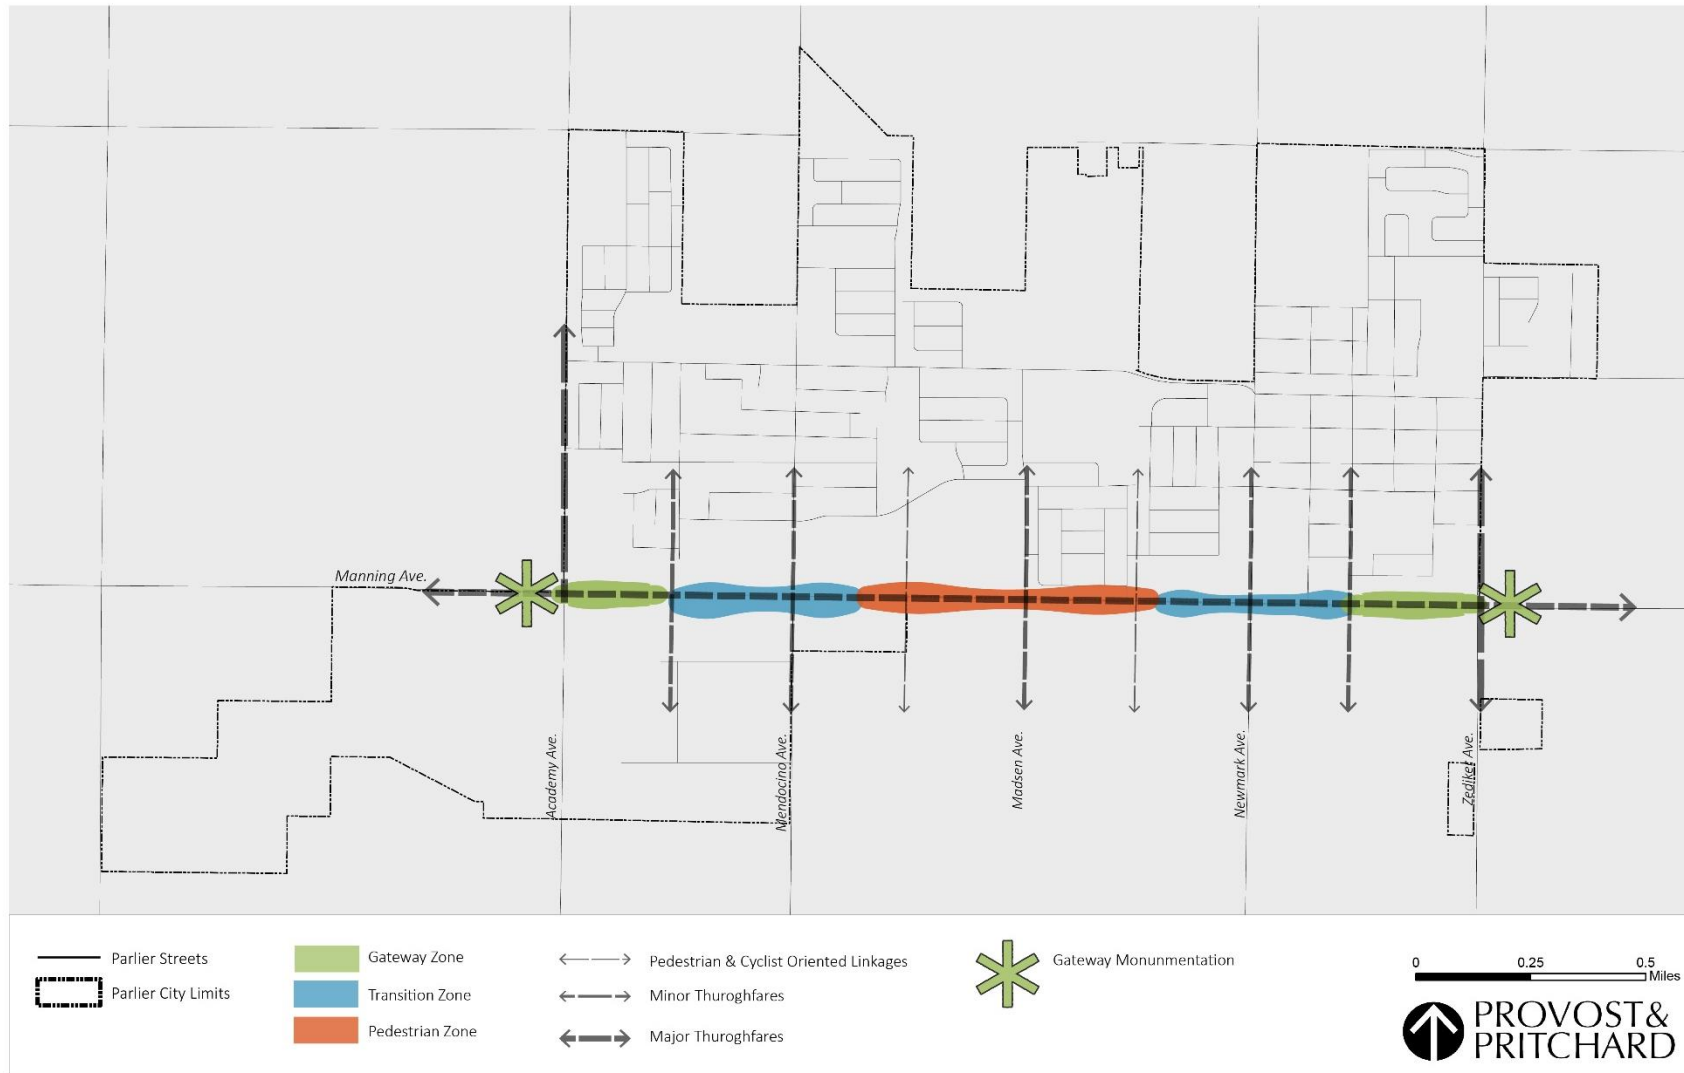 Manning Ave.
Academy Ave.
Mendocino Ave.
Madsen Ave.
Newmark Ave.
Zediker Ave.
Parlier Streets
Parlier City Limits
Gateway Zone
Transition Zone
Pedestrian Zone
Pedestrian & Cyclist Oriented Linkages
Minor Thuroghfares
Major Thuroghfares
Gateway Monunmentation
0 0.25 0.5
Miles
PROVOST&
PRITCHARD